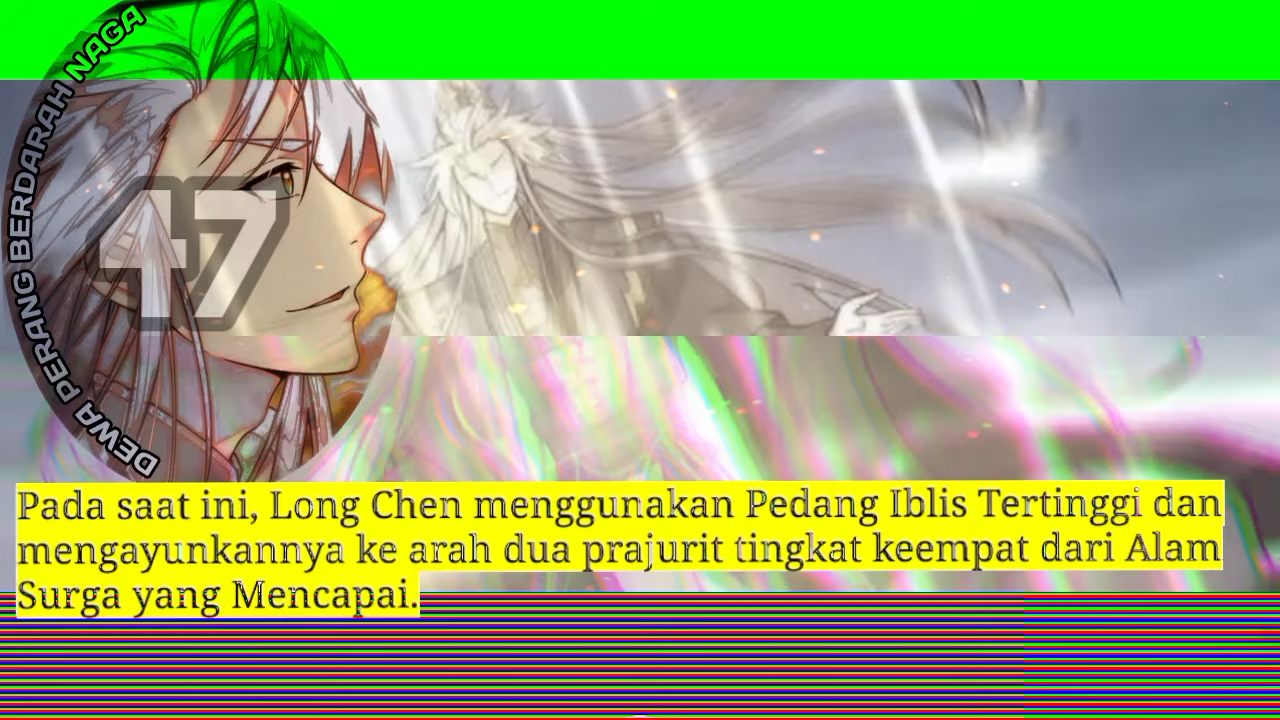 DEWA PERANG BERDARAH NAGA
47
Pada saat ini, Long Chen menggunakan Pedang Iblis Tertinggi dan
mengayunkannya ke arah dua prajurit tingkat keempat dari Alam
Surga yang Mencapai.